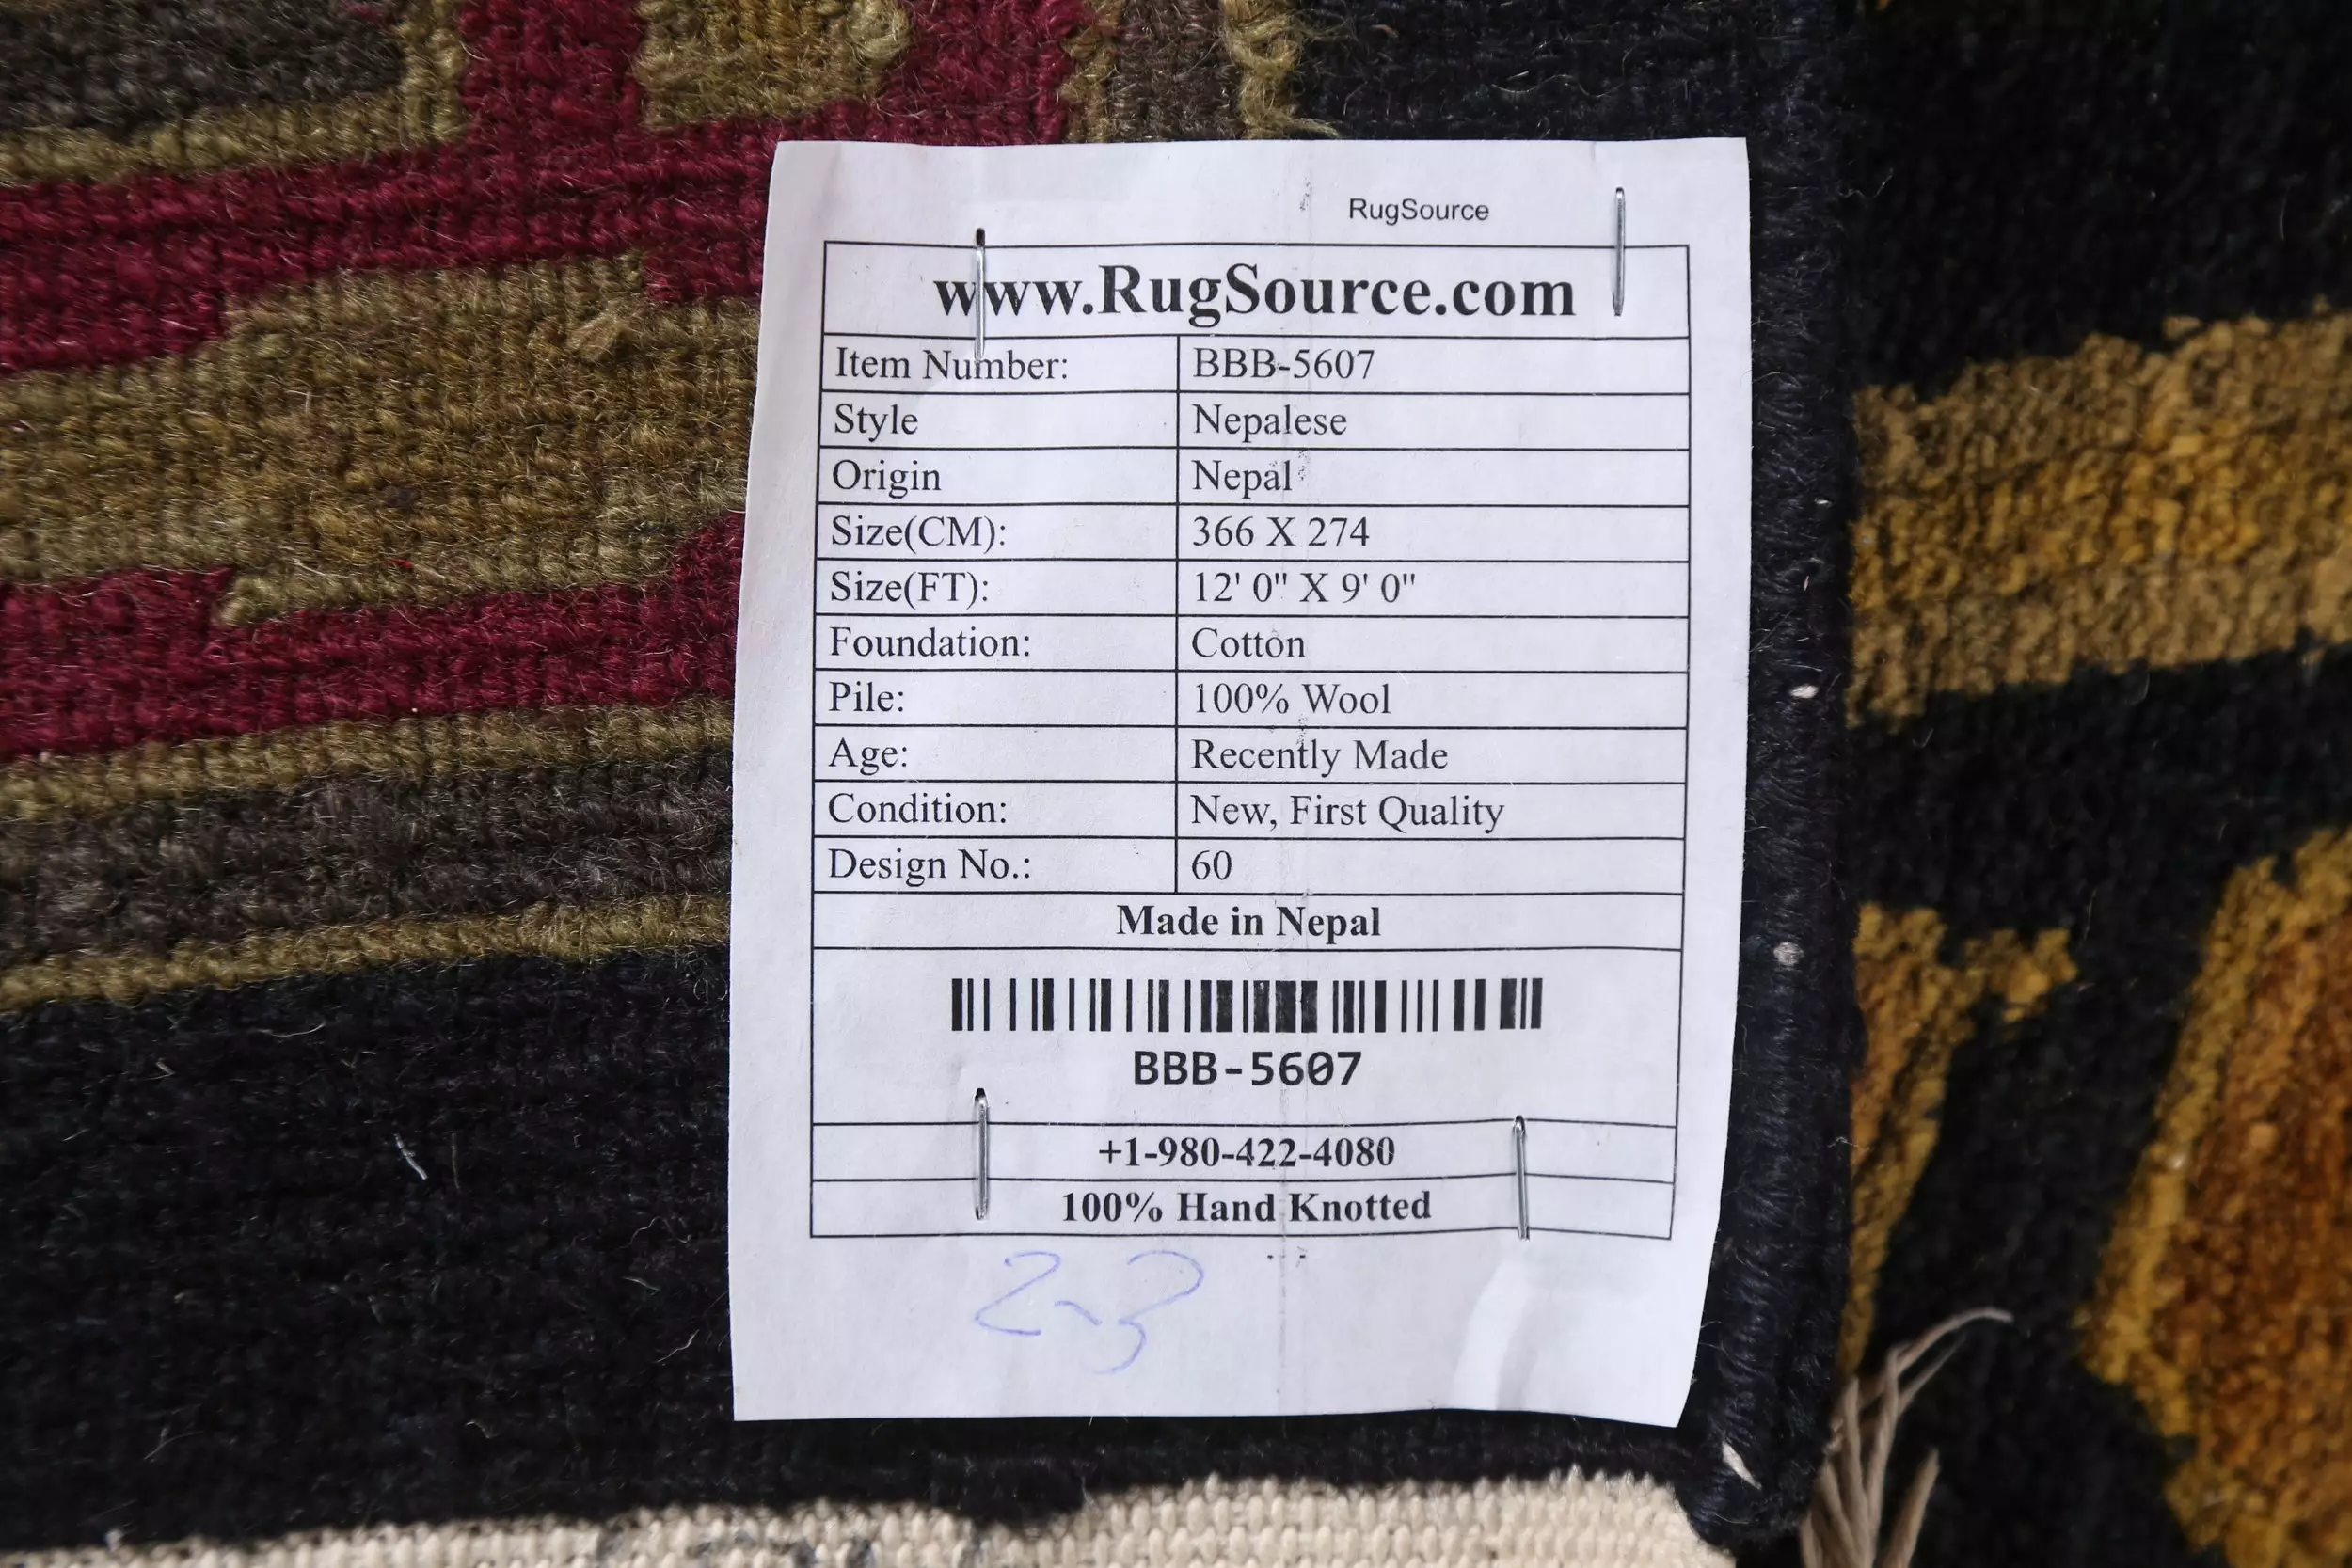 RugSource
www.RugSource.com
Item Number: BBB-5607
Style Nepalese
Origin Nepal
Size(CM): 366 X 274
Size(FT): 12' 0" X 9' 0"
Foundation: Cotton
Pile: 100% Wool
Age: Recently Made
Condition: New, First Quality
Design No.: 60
Made in Nepal
BBB-5607
+1-980-422-4080
100% Hand Knotted
2-3